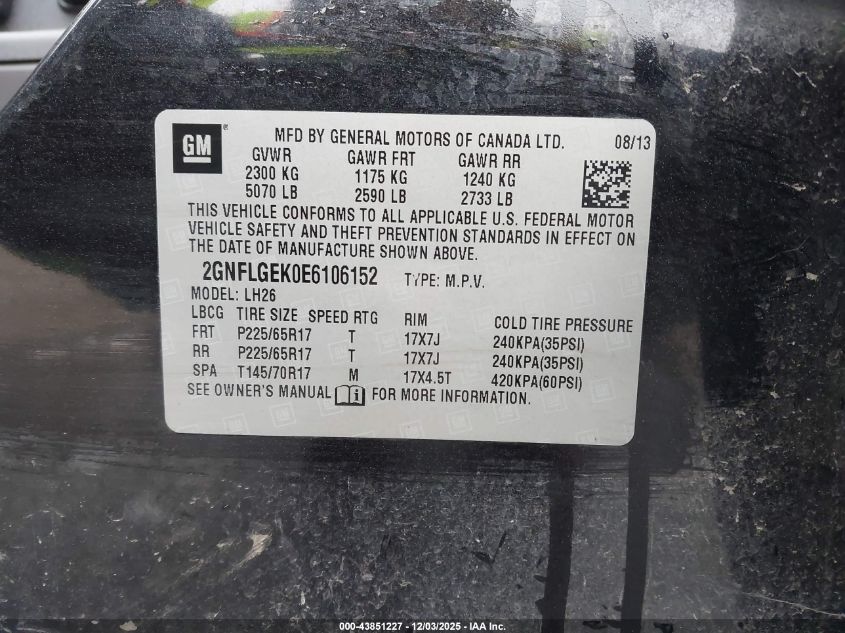 GM ® MFD BY GENERAL MOTORS OF CANADA LTD. 08/13
GVWR GAWR FRT GAWR RR
2300 KG 1175 KG 1240 KG
5070 LB 2590 LB 2733 LB
THIS VEHICLE CONFORMS TO ALL APPLICABLE U.S. FEDERAL MOTOR
VEHICLE SAFETY AND THEFT PREVENTION STANDARDS IN EFFECT ON
THE DATE OF MANUFACTURE SHOWN ABOVE.
2GNFLGEK0E6106152 TYPE: M.P.V.
MODEL: LH26
LBCG TIRE SIZE SPEED RTG RIM COLD TIRE PRESSURE
FRT P225/65R17 T 17X7J 240KPA(35PSI)
RR P225/65R17 T 17X7J 240KPA(35PSI)
SPA T145/70R17 M 17X4.5T 420KPA(60PSI)
SEE OWNER'S MANUAL i FOR MORE INFORMATION.
000-43851227 - 12/03/2025 - IAA Inc.